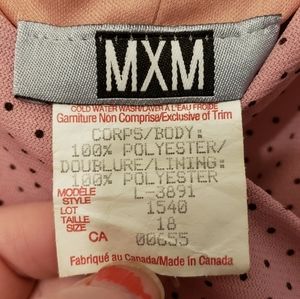 MXM
COLD WATER WASH/LAVER A L'EAU FROIDE
Garniture Non Comprise/Exclusive of Trim
CORPS/BODY:
100% POLYESTER/
DOUBLURE/LINING:
100% POLYESTER
MODÈLE STYLE L-3891
LOT 1540
TAILLE SIZE 18
CA 00655
Fabriqué au Canada/Made in Canada